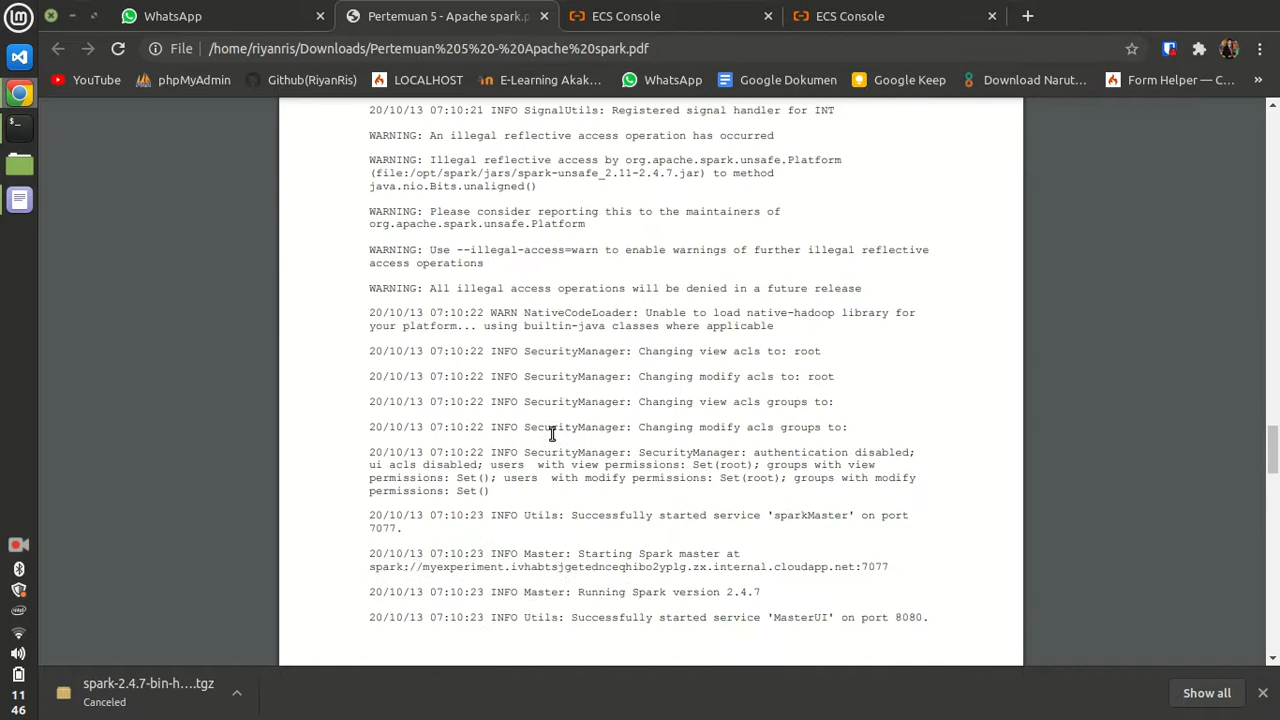 WhatsApp
Pertemuan 5 - Apache spark.p
ECS Console
ECS Console
File
/home/riyanris/Downloads/Pertemuan%205%20-%20Apache%20spark.pdf
YouTube
phpMyAdmin
Github(RiyanRis)
LOCALHOST
E-Learning Akak...
WhatsApp
Google Dokumen
Google Keep
Download Narut...
Form Helper — C...
20/10/13 07:10:21 INFO SignalUtils: Registered signal handler for INT
WARNING: An illegal reflective access operation has occurred
WARNING: Illegal reflective access by org.apache.spark.unsafe.Platform
(file:/opt/spark/jars/spark-unsafe_2.11-2.4.7.jar) to method
java.nio.Bits.unaligned()
WARNING: Please consider reporting this to the maintainers of
org.apache.spark.unsafe.Platform
WARNING: Use --illegal-access=warn to enable warnings of further illegal reflective
access operations
WARNING: All illegal access operations will be denied in a future release
20/10/13 07:10:22 WARN NativeCodeLoader: Unable to load native-hadoop library for
your platform... using builtin-java classes where applicable
20/10/13 07:10:22 INFO SecurityManager: Changing view acls to: root
20/10/13 07:10:22 INFO SecurityManager: Changing modify acls to: root
20/10/13 07:10:22 INFO SecurityManager: Changing view acls groups to:
20/10/13 07:10:22 INFO SecurityManager: Changing modify acls groups to:
20/10/13 07:10:22 INFO SecurityManager: SecurityManager: authentication disabled;
ui acls disabled; users  with view permissions: Set(root); groups with view
permissions: Set(); users  with modify permissions: Set(root); groups with modify
permissions: Set()
20/10/13 07:10:23 INFO Utils: Successfully started service 'sparkMaster' on port
7077.
20/10/13 07:10:23 INFO Master: Starting Spark master at
spark://myexperiment.ivhabtsjgetednceqhibo2yplg.zx.internal.cloudapp.net:7077
20/10/13 07:10:23 INFO Master: Running Spark version 2.4.7
20/10/13 07:10:23 INFO Utils: Successfully started service 'MasterUI' on port 8080.
spark-2.4.7-bin-h....tgz
Canceled
Show all
11
46